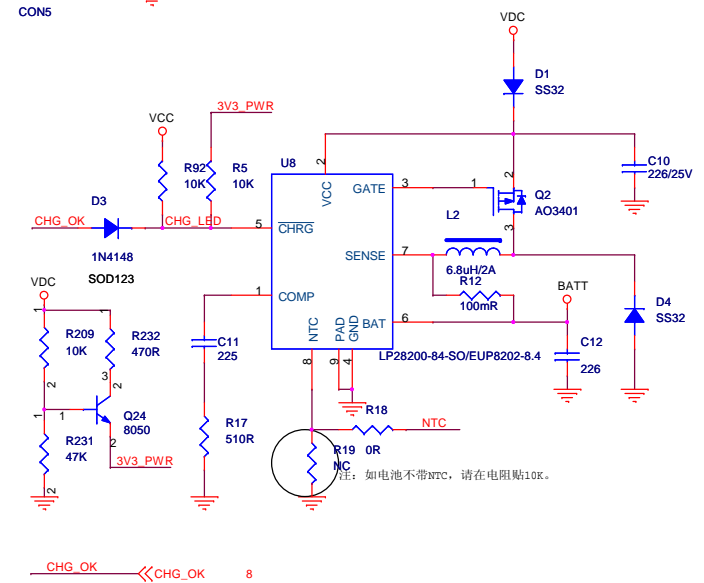 CON5
VDC
D1
SS32
3V3_PWR
VCC
U8
R92
10K
R5
10K
2
VCC
C10
226/25V
GATE
3
1
2
Q2
AO3401
3
D3
CHG_OK
CHG_LED
5
CHRG
L2
1N4148
SOD123
SENSE
7
6.8uH/2A
R12
100mR
VDC
1
COMP
BATT
D4
SS32
1
1
R209
10K
R232
470R
C11
225
NTC
PAD
GND
BAT
6
C12
226
LP28200-84-SO/EUP8202-8.4
8
9
4
2
3
2
1
1
Q24
8050
2
R17
510R
R18
0R
NTC
R231
47K
3V3_PWR
2
R19
NC
注: 如电池不带NTC, 请在电阻贴10K。
CHG_OK
CHG_OK
8